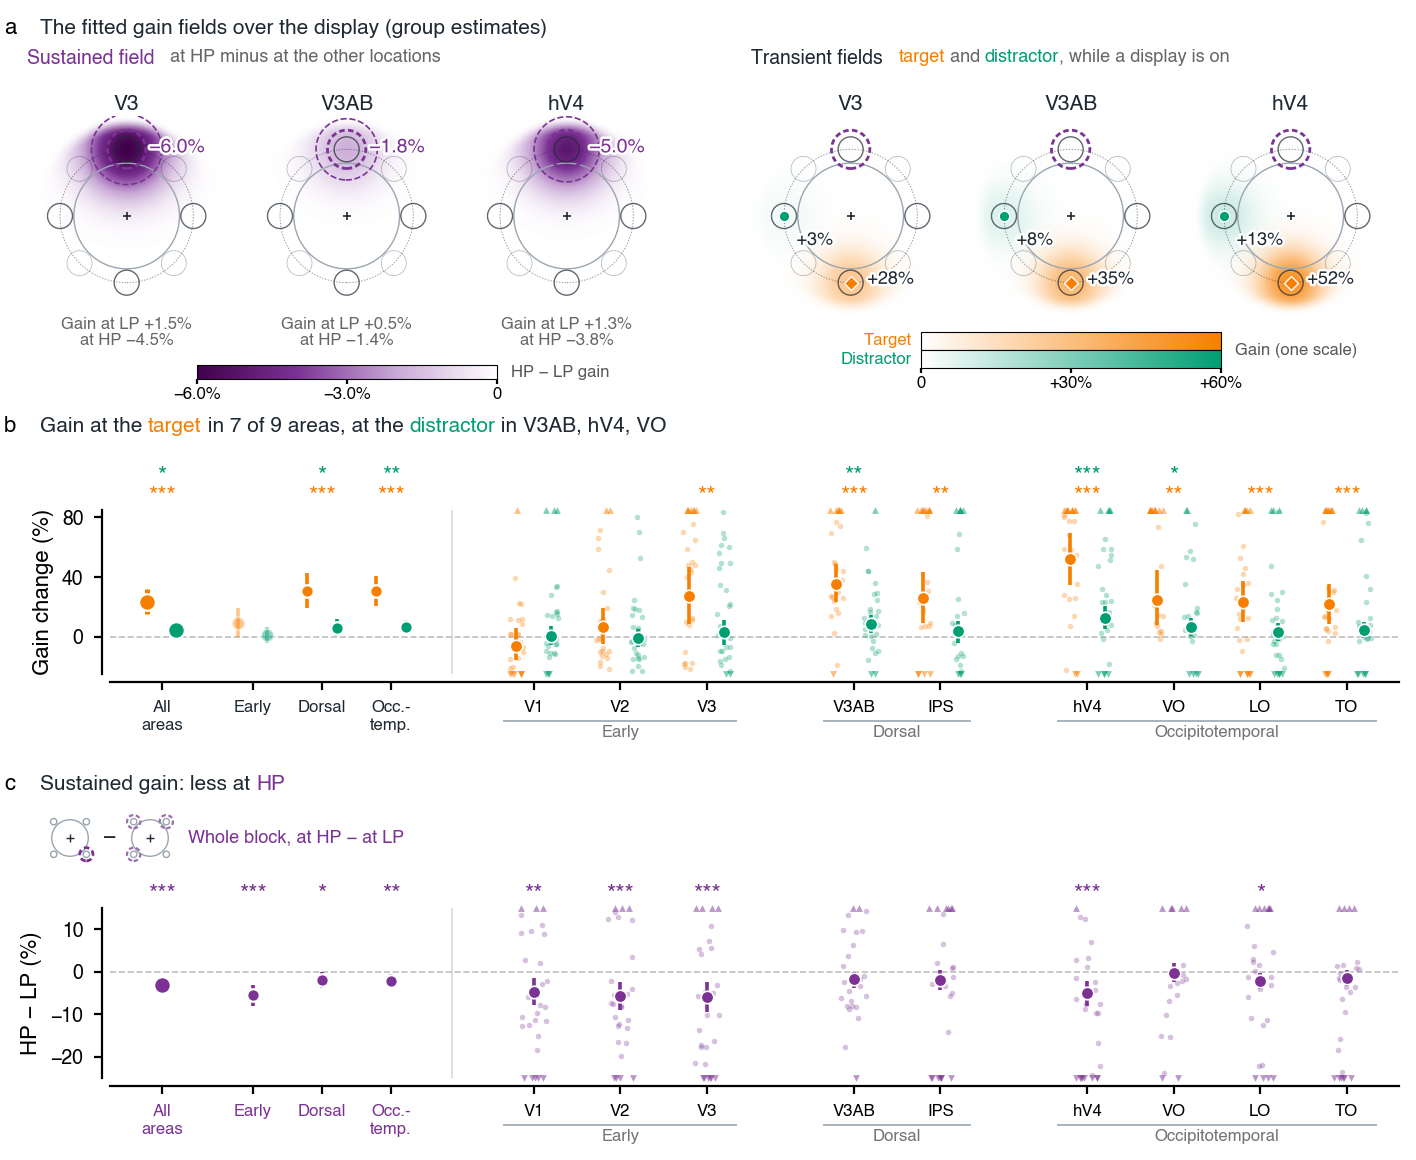 a The fitted gain fields over the display (group estimates)
Sustained field at HP minus at the other locations
Transient fields target and distractor, while a display is on
V3 V3AB hV4
V3 V3AB hV4
−6.0% −1.8% −5.0%
+3% +8% +13%
+28% +35% +52%
Gain at LP +1.5%
at HP −4.5%
Gain at LP +0.5%
at HP −1.4%
Gain at LP +1.3%
at HP −3.8%
HP − LP gain
−6.0% −3.0% 0
Target
Distractor
Gain (one scale)
0 +30% +60%
b Gain at the target in 7 of 9 areas, at the distractor in V3AB, hV4, VO
* * ** ** *** *
*** *** *** ** *** ** *** ** *** ***
Gain change (%)
80
40
0
All
areas
Early
Dorsal
Occ.-
temp.
V1 V2 V3 V3AB IPS hV4 VO LO TO
Early Dorsal Occipitotemporal
c Sustained gain: less at HP
− Whole block, at HP − at LP
*** *** * ** ** *** *** *** *
HP − LP (%)
10
0
−10
−20
All
areas
Early
Dorsal
Occ.-
temp.
V1 V2 V3 V3AB IPS hV4 VO LO TO
Early Dorsal Occipitotemporal